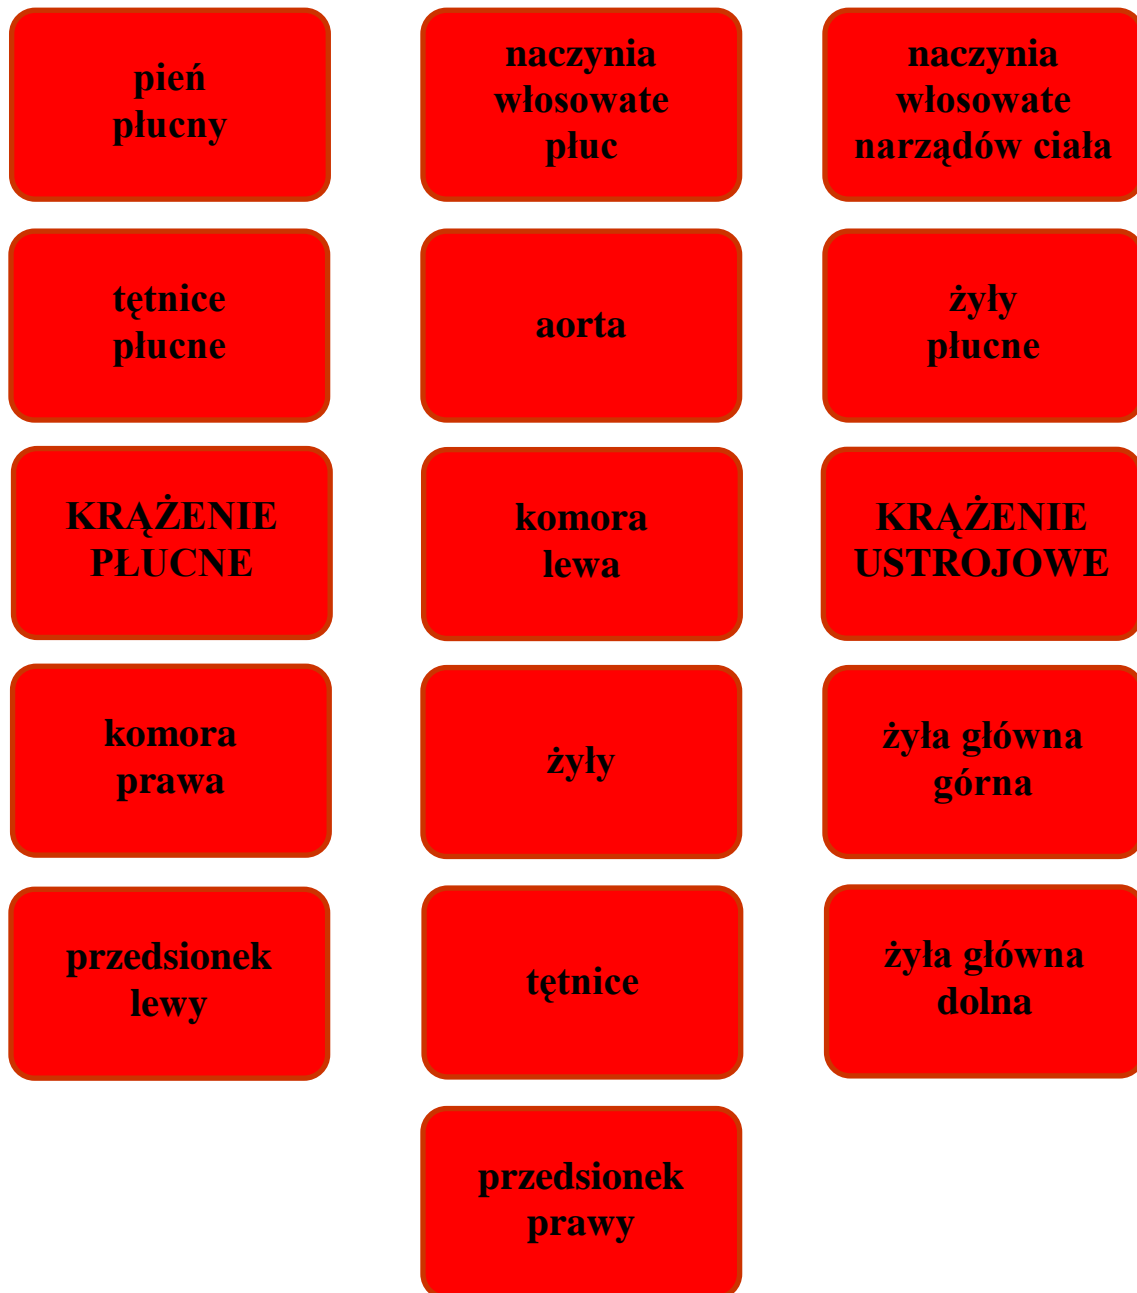 pień
płucny
naczynia
włosowate
płuc
naczynia
włosowate
narządów ciała
tętnice
płucne
aorta
żyły
płucne
KRĄŻENIE
PŁUCNE
komora
lewa
KRĄŻENIE
USTROJOWE
komora
prawa
żyły
żyła główna
górna
przedsionek
lewy
tętnice
żyła główna
dolna
przedsionek
prawy